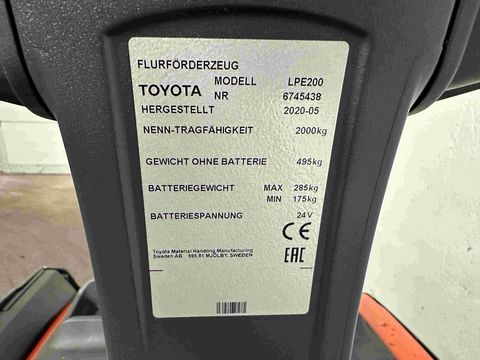 FLURFÖRDERZEUG
TOYOTA MODELL LPE200
NR 6745438
HERGESTELLT 2020-05
NENN-TRAGFÄHIGKEIT 2000kg
GEWICHT OHNE BATTERIE 495kg
BATTERIEGEWICHT MAX 285kg
MIN 175kg
BATTERIESPANNUNG 24V
Toyota Material Handling Manufacturing
Sweden AB 595 81 MJÖLBY, SWEDEN
CE
EAC